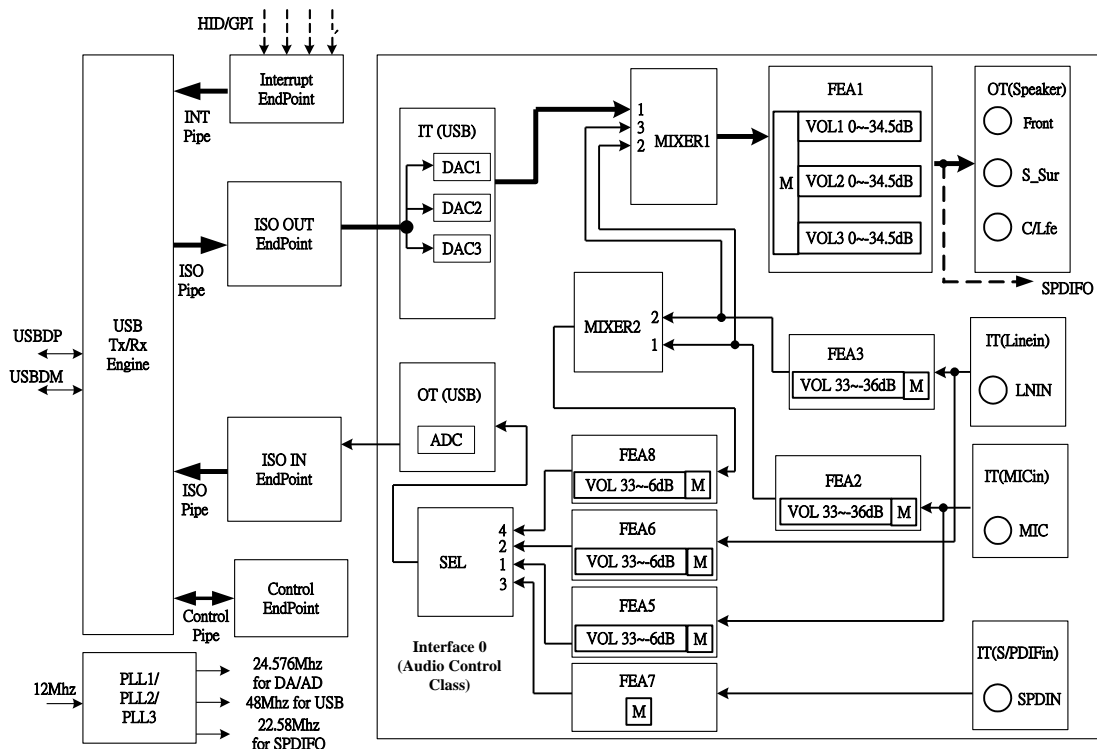 HID/GPI
Interrupt
EndPoint
INT
Pipe
IT (USB)
DAC1
DAC2
DAC3
1
3
2
MIXER1
FEA1
M
VOL1 0~-34.5dB
VOL2 0~-34.5dB
VOL3 0~-34.5dB
OT(Speaker)
Front
S_Sur
C/Lfe
SPDIFO
ISO OUT
EndPoint
ISO
Pipe
USB
Tx/Rx
Engine
USBDP
USBDM
MIXER2
2
1
FEA3
VOL 33~-36dB
M
IT(Linein)
LNIN
OT (USB)
ADC
ISO IN
EndPoint
ISO
Pipe
FEA8
VOL 33~-6dB
M
FEA2
VOL 33~-36dB
M
IT(MICin)
MIC
SEL
4
2
1
3
FEA6
VOL 33~-6dB
M
FEA5
VOL 33~-6dB
M
Control
EndPoint
Control
Pipe
Interface 0
(Audio Control
Class)
FEA7
M
IT(S/PDIFin)
SPDIN
12Mhz
PLL1/
PLL2/
PLL3
24.576Mhz
for DA/AD
48Mhz for USB
22.58Mhz
for SPDIFO